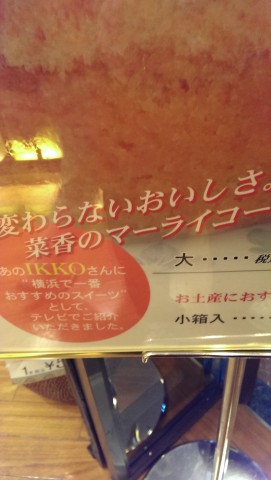 変わらないおいしさ。
菜香のマーライコー
あのIKKOさんに
"横浜で一番
おすすめのスイーツ"
として、
テレビでご紹介
いただきました。
大・・・・・税
お土産におす
小箱入・・・・